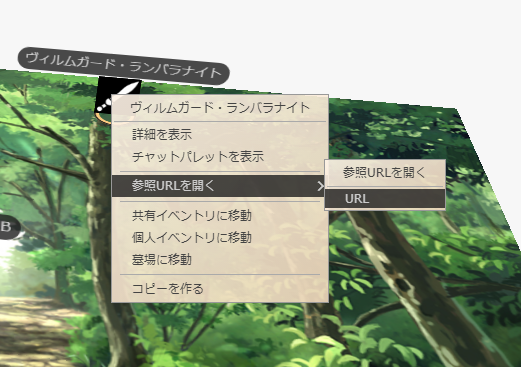 ヴィルムガード・ランバラナイト
ヴィルムガード・ランバラナイト
詳細を表示
チャットパレットを表示
参照URLを開く
参照URLを開く
URL
共有イベントリに移動
個人イベントリに移動
墓場に移動
コピーを作る
B